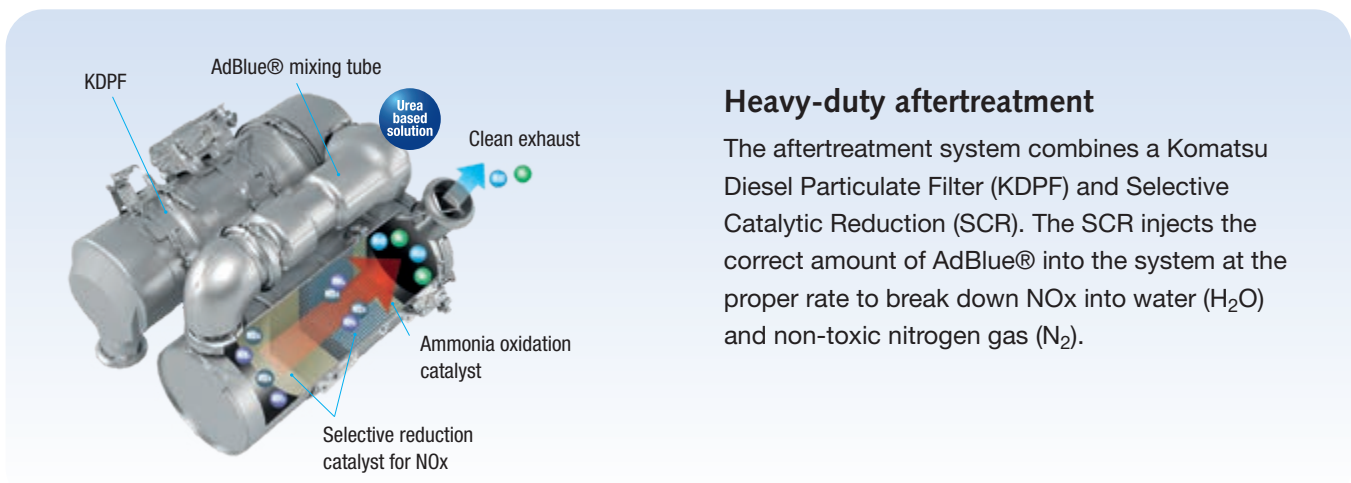 KDPF
AdBlue® mixing tube
Urea
based
solution
Clean exhaust
Ammonia oxidation
catalyst
Selective reduction
catalyst for NOx
Heavy-duty aftertreatment
The aftertreatment system combines a Komatsu
Diesel Particulate Filter (KDPF) and Selective
Catalytic Reduction (SCR). The SCR injects the
correct amount of AdBlue® into the system at the
proper rate to break down NOx into water (H₂O)
and non-toxic nitrogen gas (N₂).